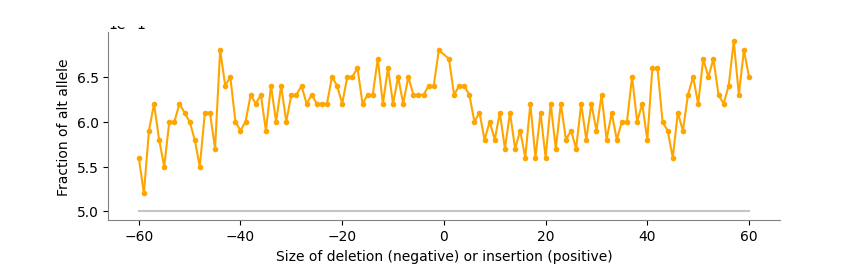 6.5
6.0
5.5
5.0
−60 −40 −20 0 20 40 60
Fraction of alt allele
Size of deletion (negative) or insertion (positive)